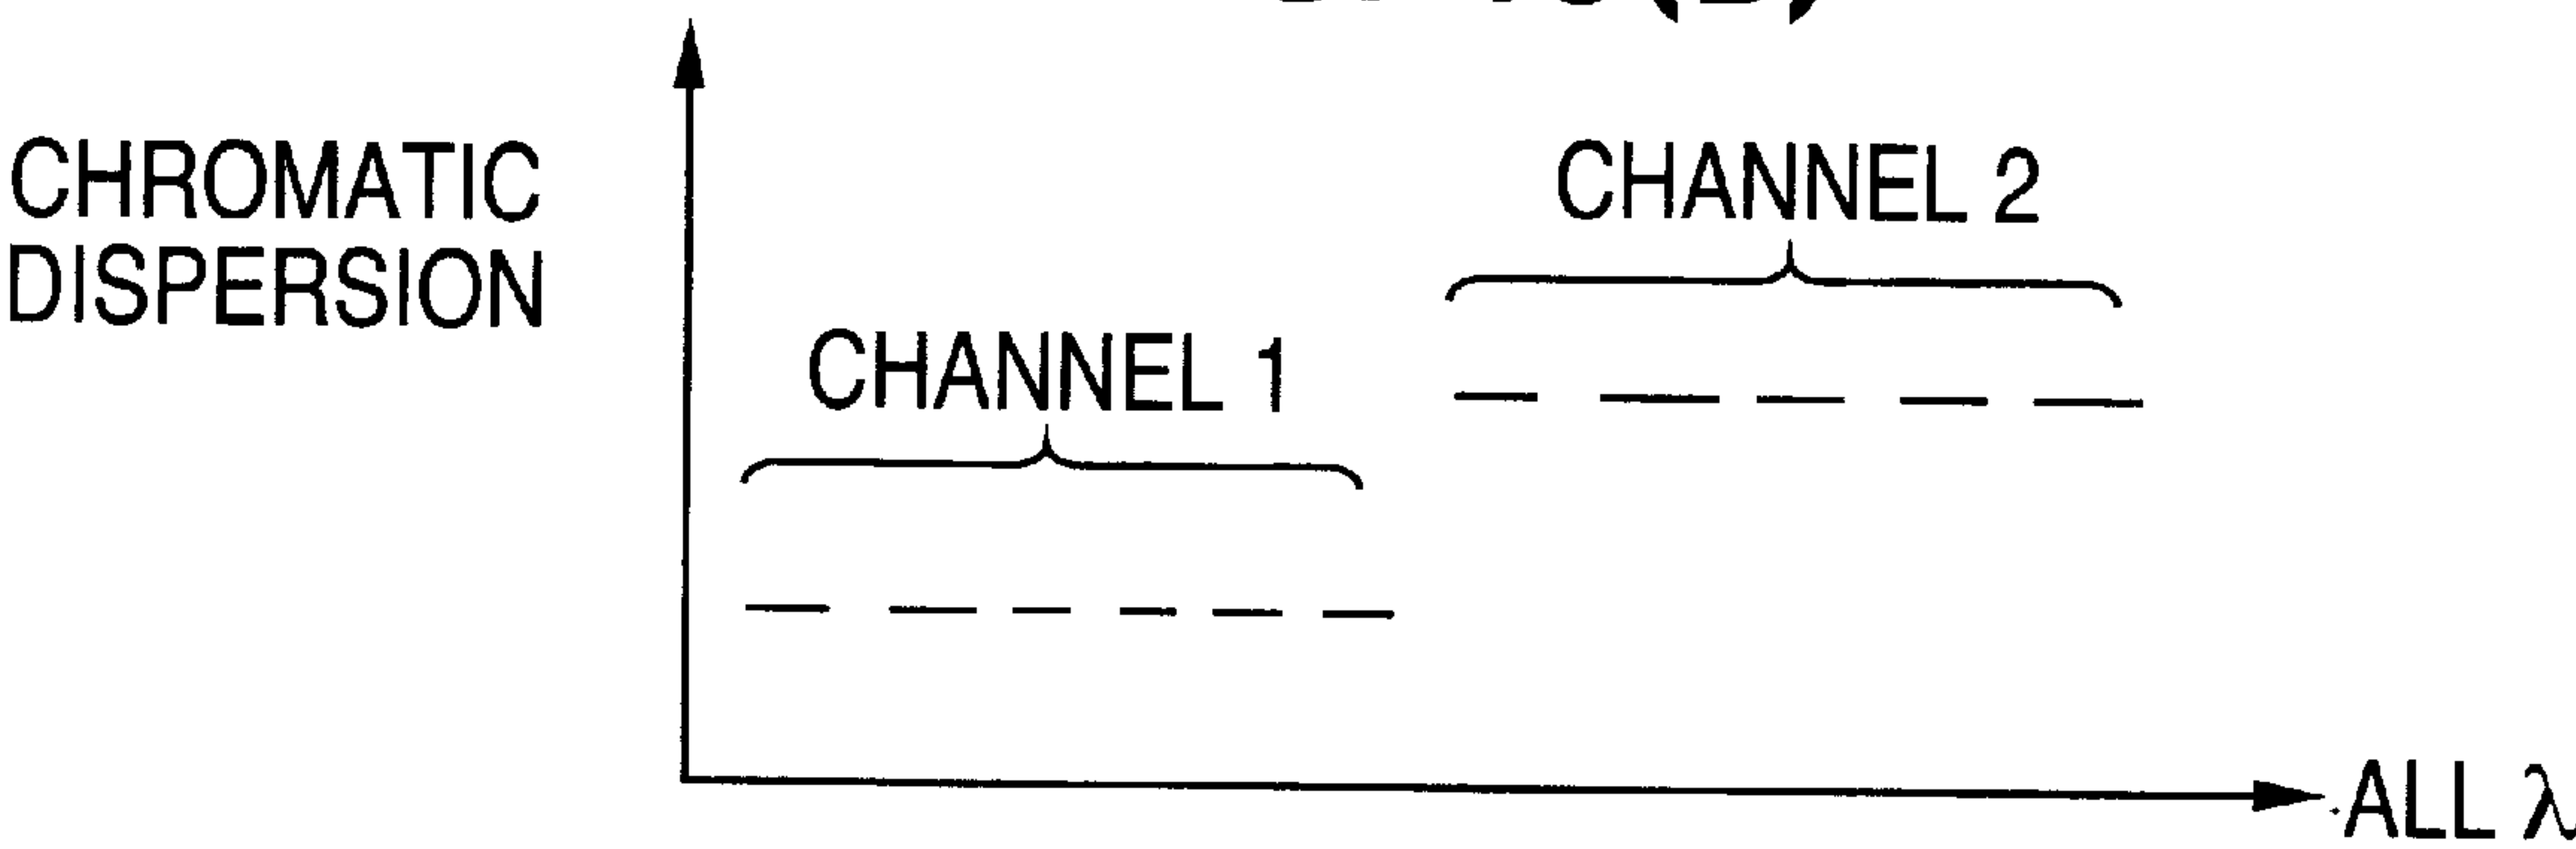 CHROMATIC
DISPERSION
CHANNEL 2
CHANNEL 1
ALL λ